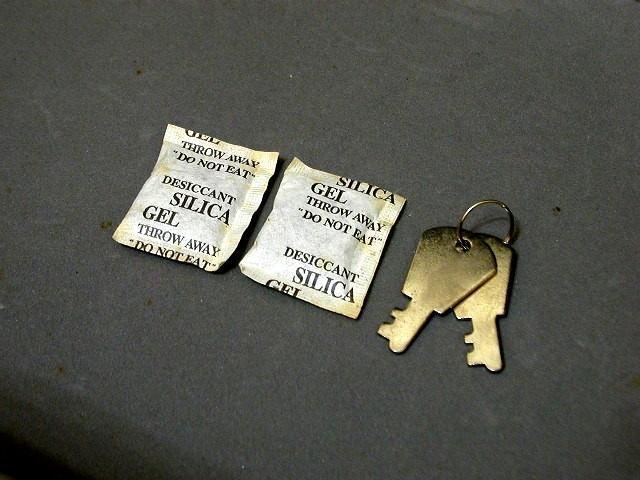 GEL
THROW AWAY
"DO NOT EAT"
DESICCANT
SILICA
GEL
THROW AWAY
"DO NOT EAT"
SILICA
GEL
THROW AWAY
"DO NOT EAT"
DESICCANT
SILICA
GEL